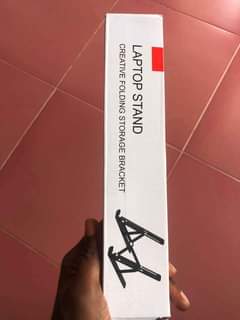 LAPTOP STAND
CREATIVE FOLDING STORAGE BRACKET